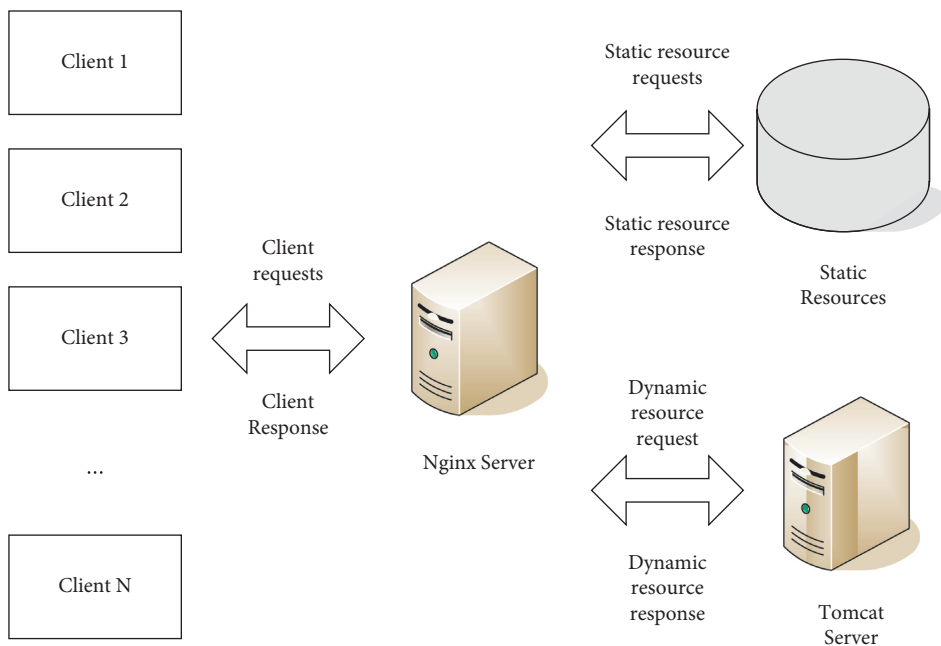 Client 1
Client 2
Client 3
...
Client N
Client
requests
Client
Response
Nginx Server
Static resource
requests
Static resource
response
Static
Resources
Dynamic
resource
request
Dynamic
resource
response
Tomcat
Server